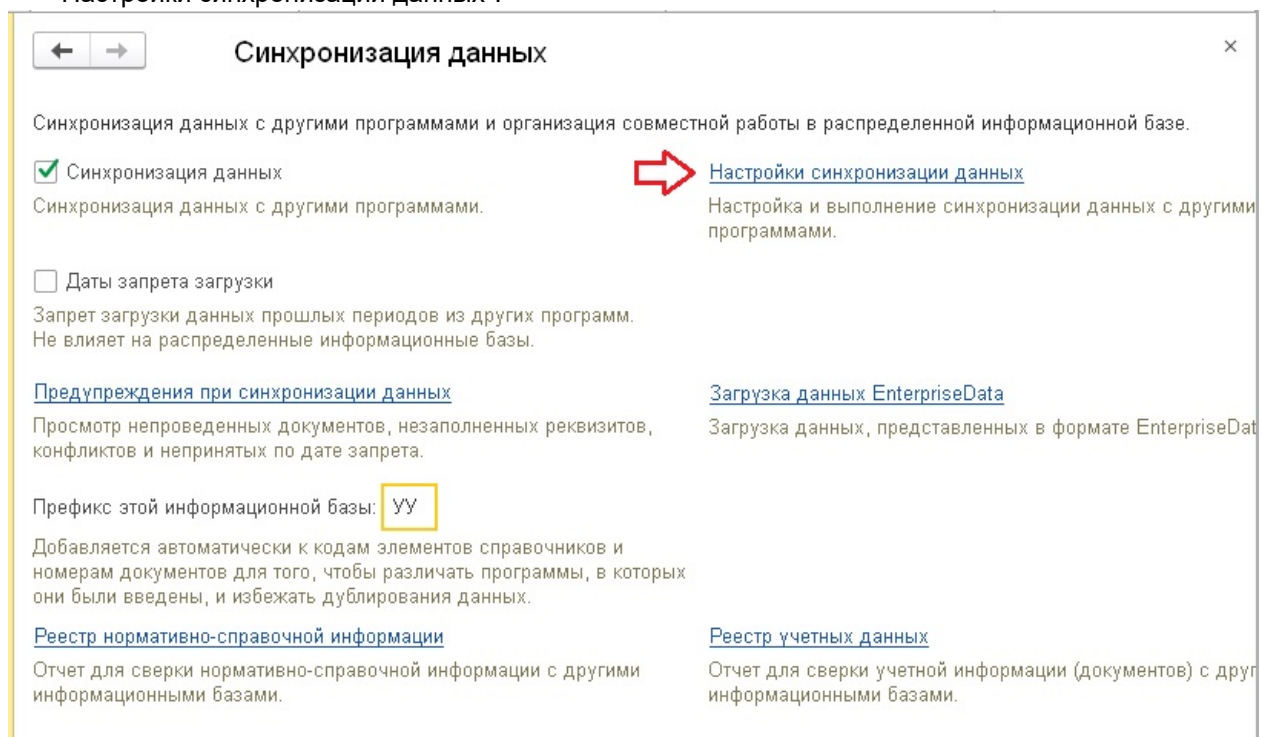 Настройки синхронизации данных".
Синхронизация данных
Синхронизация данных с другими программами и организация совместной работы в распределенной информационной базе.
Синхронизация данных
Настройки синхронизации данных
Синхронизация данных с другими программами.
Настройка и выполнение синхронизации данных с другими
программами.
Даты запрета загрузки
Запрет загрузки данных прошлых периодов из других программ.
Не влияет на распределенные информационные базы.
Предупреждения при синхронизации данных
Загрузка данных EnterpriseData
Просмотр непроведенных документов, незаполненных реквизитов,
конфликтов и непринятых по дате запрета.
Загрузка данных, представленных в формате EnterpriseDat
Префикс этой информационной базы: УУ
Добавляется автоматически к кодам элементов справочников и
номерам документов для того, чтобы различать программы, в которых
они были введены, и избежать дублирования данных.
Реестр нормативно-справочной информации
Реестр учетных данных
Отчет для сверки нормативно-справочной информации с другими
информационными базами.
Отчет для сверки учетной информации (документов) с друг
информационными базами.